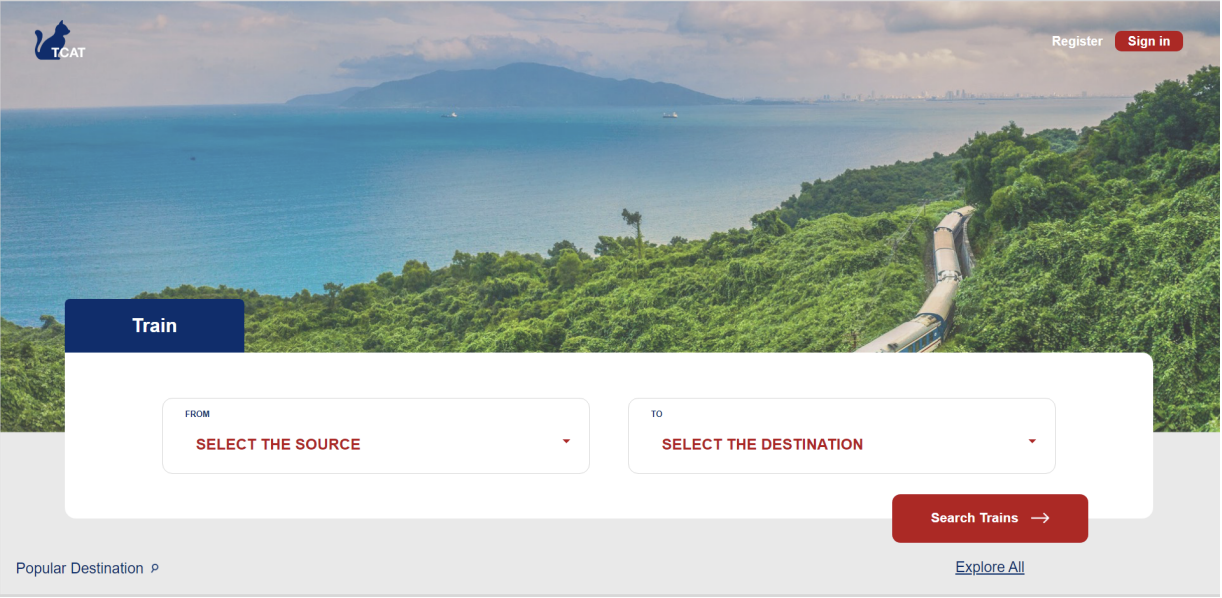 TCAT
Register
Sign in
Train
FROM
SELECT THE SOURCE
TO
SELECT THE DESTINATION
Search Trains
Popular Destination
Explore All